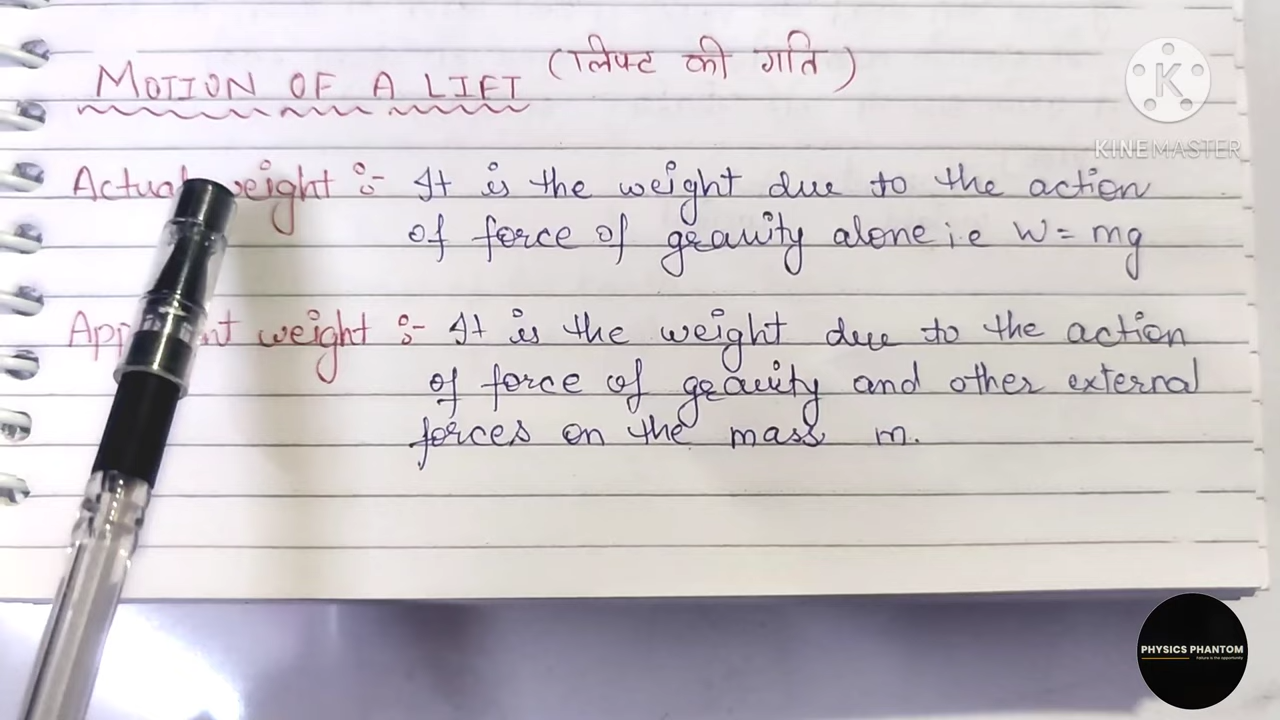 MOTION OF A LIFT (लिफ्ट की गति)
Actual weight :- It is the weight due to the action
of force of gravity alone i.e W = mg
weight :- It is the weight due to the action
of force of gravity and other external
forces on the mass m.
KINEMASTER
PHYSICS PHANTOM